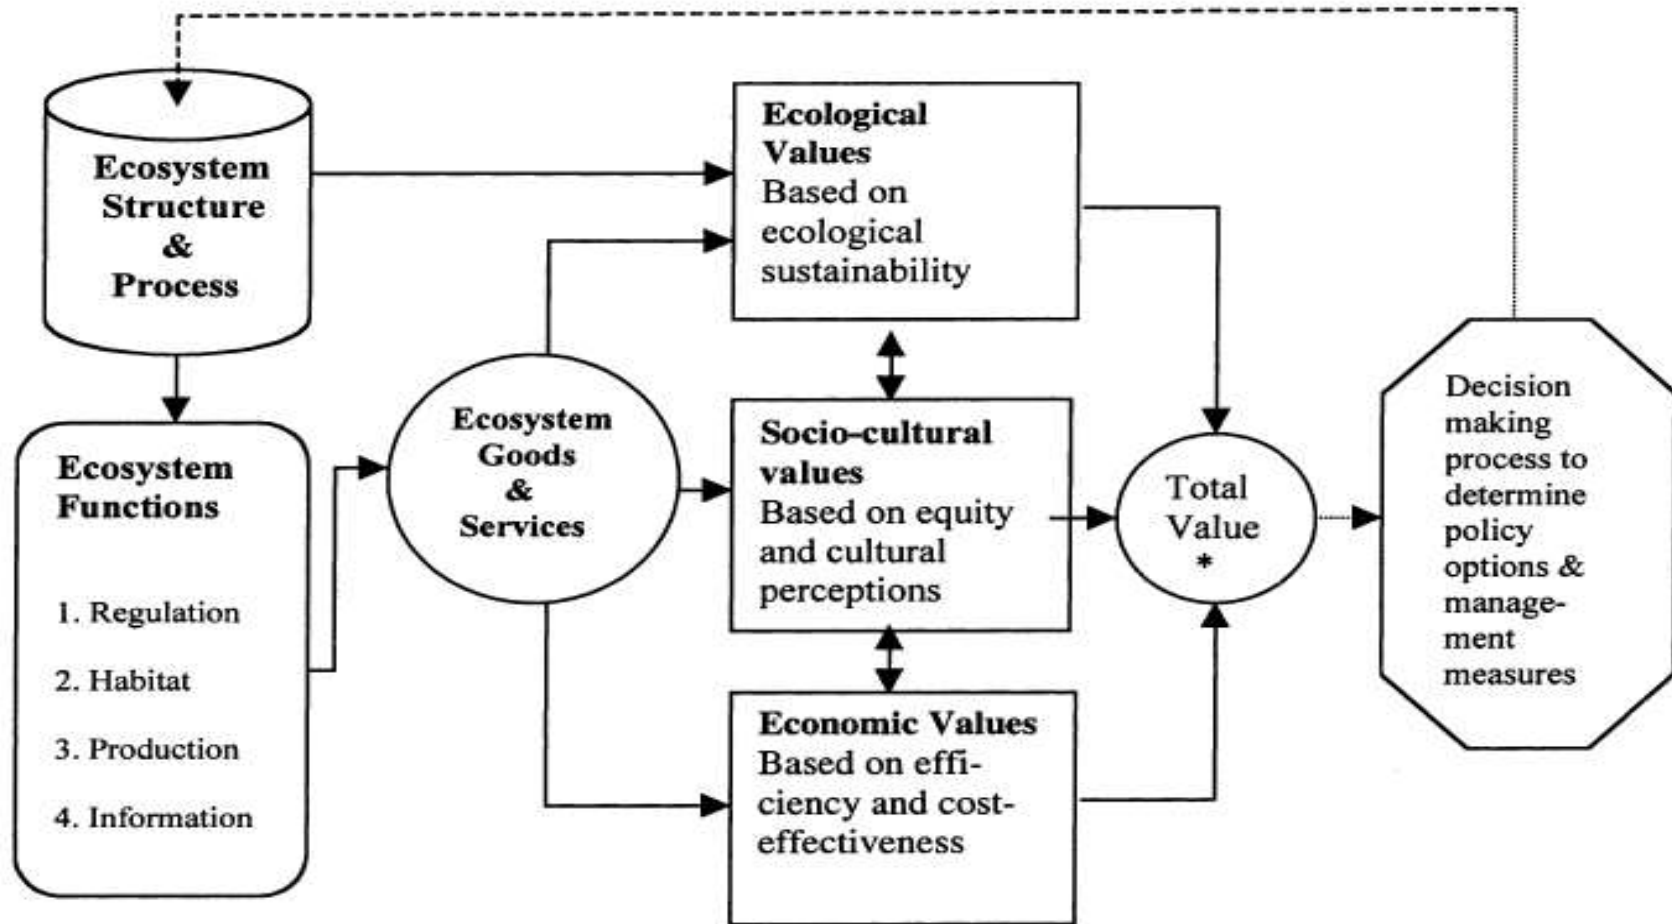 Ecosystem
Structure
&
Process
Ecosystem
Functions
1. Regulation
2. Habitat
3. Production
4. Information
Ecosystem
Goods
&
Services
Ecological
Values
Based on
ecological
sustainability
Socio-cultural
values
Based on equity
and cultural
perceptions
Economic Values
Based on effi-
ciency and cost-
effectiveness
Total
Value
*
Decision
making
process to
determine
policy
options &
manage-
ment
measures